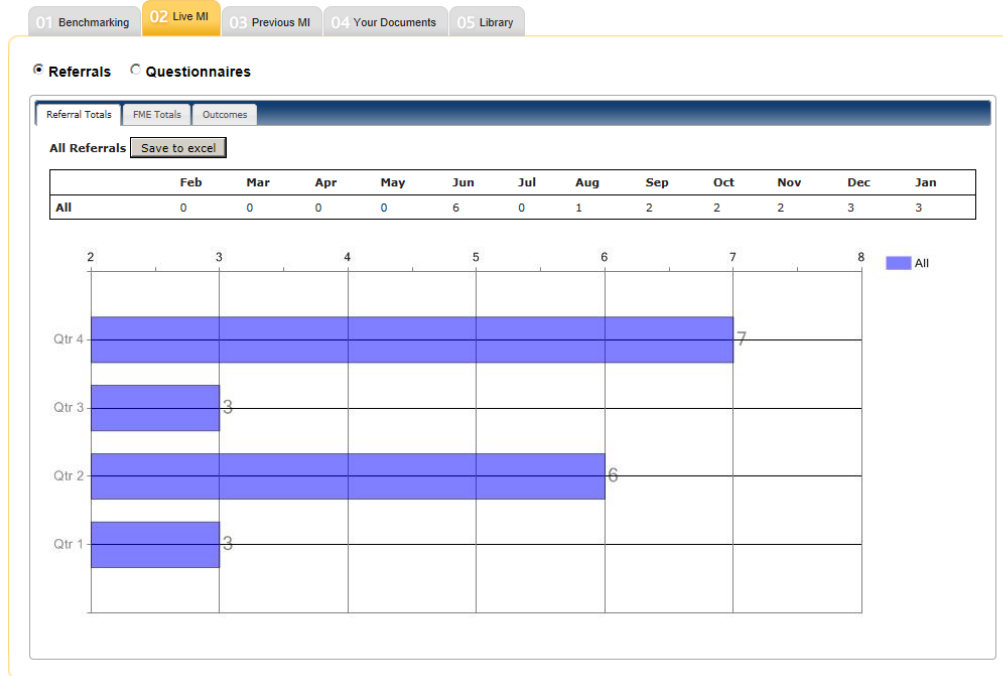 01 Benchmarking 02 Live MI 03 Previous MI 04 Your Documents 05 Library
Referrals Questionnaires
Referral Totals FME Totals Outcomes
All Referrals Save to excel
Feb Mar Apr May Jun Jul Aug Sep Oct Nov Dec Jan
All 0 0 0 0 6 0 1 2 2 2 3 3
2 3 4 5 6 7 8
All
Qtr 4 7
Qtr 3 3
Qtr 2 6
Qtr 1 3